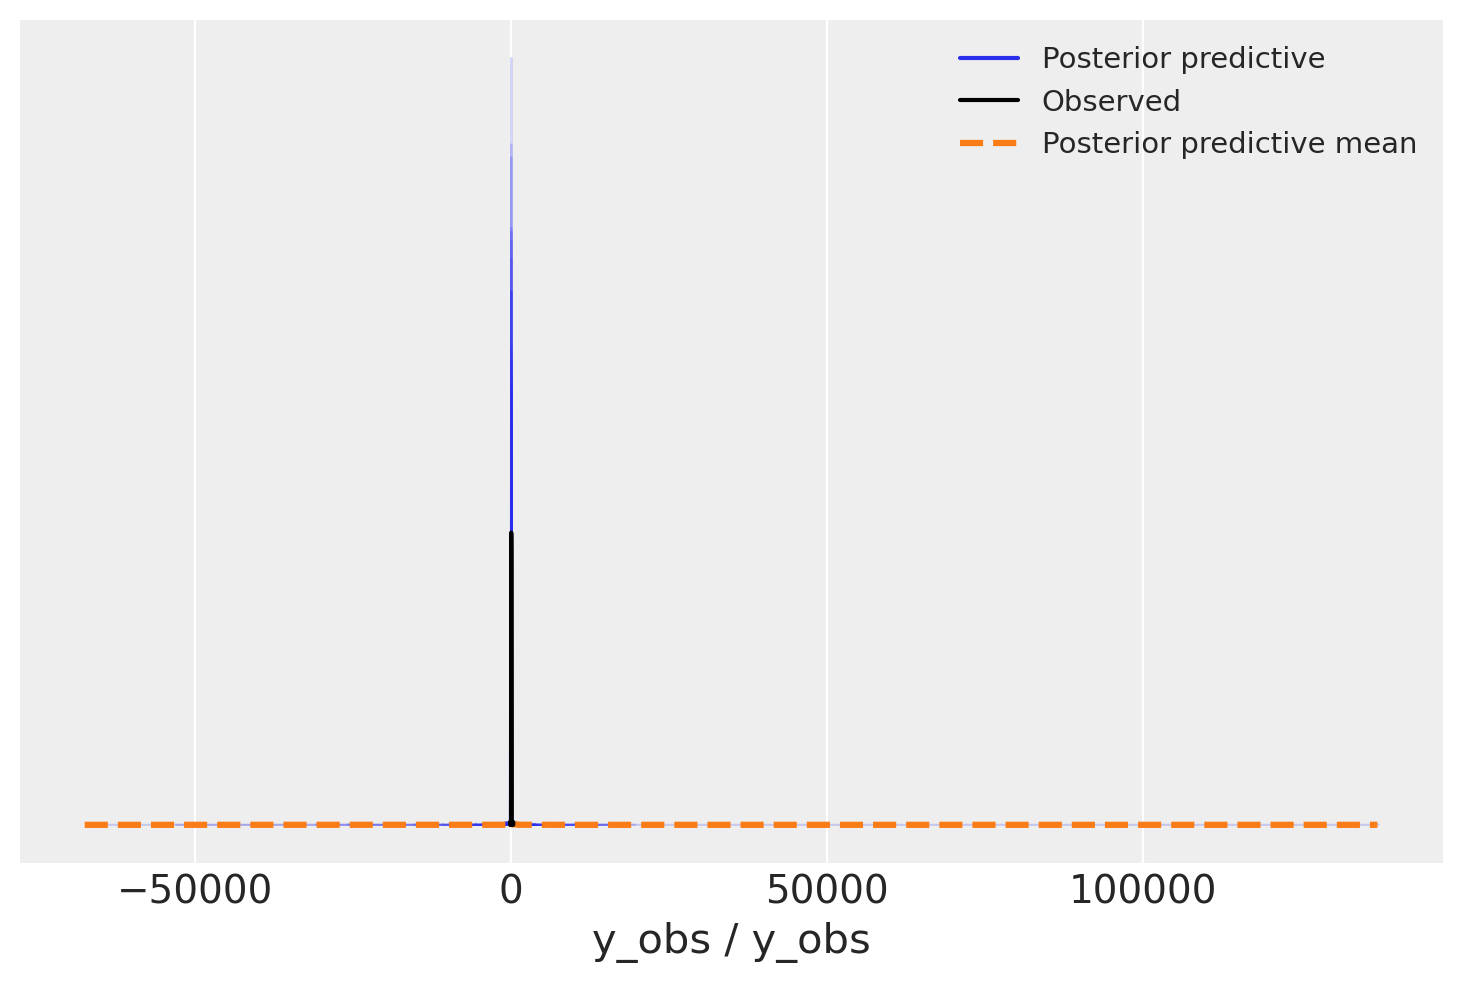 Posterior predictive
Observed
Posterior predictive mean
−50000 0 50000 100000
y_obs / y_obs